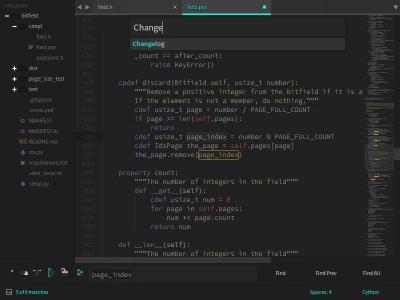 FOLDERS
bitfield
cimpl
field.h
field.pyx
popcount.h
dist
page_size_test
test
.gitignore
.travis.yml
MANIFEST
MANIFEST.in
README.md
requirement.txt
setup.py
field.h
field.pyx
Change
Changelog
_count == after_count:
raise KeyError()
cpdef discard(Bitfield self, usize_t number):
"""Remove a positive integer from the bitfield if it is a
If the element is not a member, do nothing."""
cdef usize_t page = number / PAGE_FULL_COUNT
if page >= len(self.pages):
return
cdef usize_t page_index = number % PAGE_FULL_COUNT
cdef IdsPage the_page = self.pages[page]
the_page.remove(page_index)
property count:
"""The number of integers in the field"""
def __get__(self):
cdef usize_t num = 0
for page in self.pages:
num += page.count
return num
def __len__(self):
"""The number of integers in the field"""
page_index
Find
Find Prev
Find All
5 of 8 matches
Spaces: 4
Cython